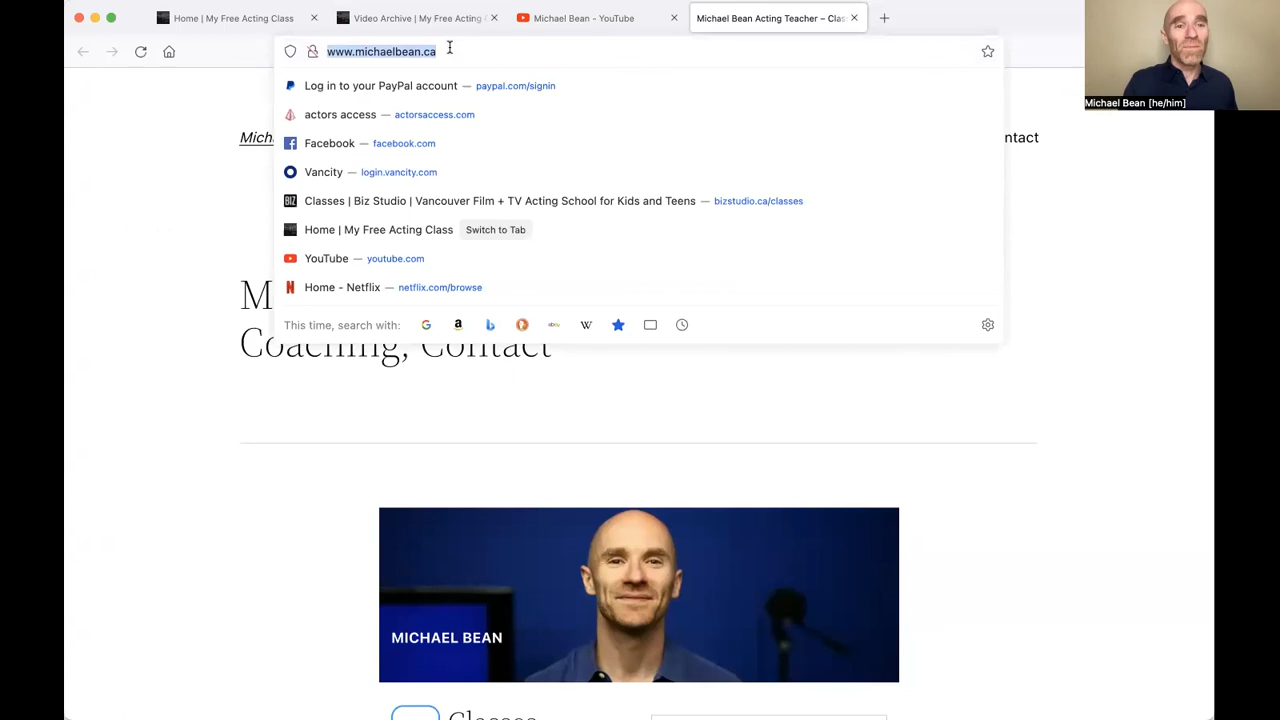 Home | My Free Acting Class
Video Archive | My Free Acting
Michael Bean - YouTube
Michael Bean Acting Teacher – Clas
www.michaelbean.ca
Log in to your PayPal account — paypal.com/signin
actors access — actorsaccess.com
Facebook — facebook.com
Vancity — login.vancity.com
BIZ Classes | Biz Studio | Vancouver Film + TV Acting School for Kids and Teens — bizstudio.ca/classes
Home | My Free Acting Class Switch to Tab
YouTube — youtube.com
Home - Netflix — netflix.com/browse
This time, search with:
Michael Bean [he/him]
Mich
ntact
M
Coaching, Contact
MICHAEL BEAN
Classes